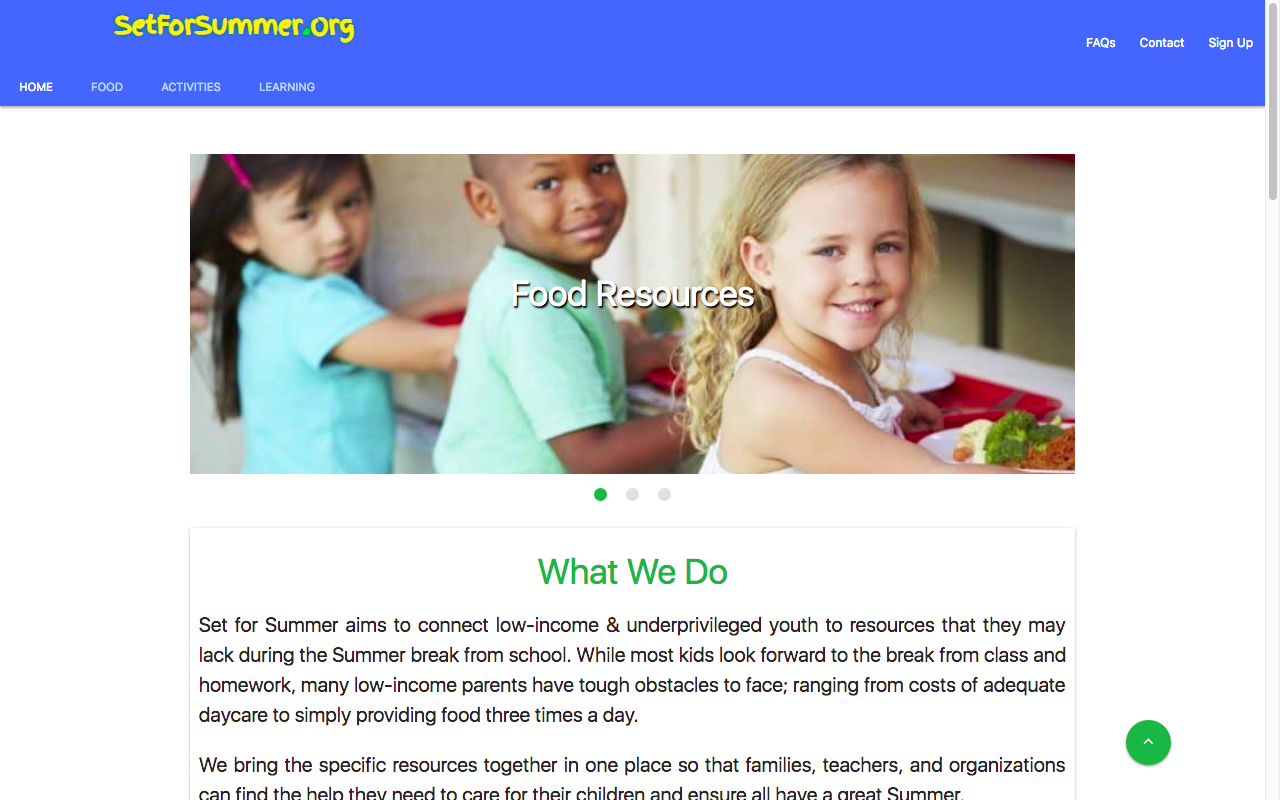 SetForSummer.Org
FAQs Contact Sign Up
HOME FOOD ACTIVITIES LEARNING
Food Resources
What We Do
Set for Summer aims to connect low-income & underprivileged youth to resources that they may
lack during the Summer break from school. While most kids look forward to the break from class and
homework, many low-income parents have tough obstacles to face; ranging from costs of adequate
daycare to simply providing food three times a day.
We bring the specific resources together in one place so that families, teachers, and organizations
can find the help they need to care for their children and ensure all have a great Summer.